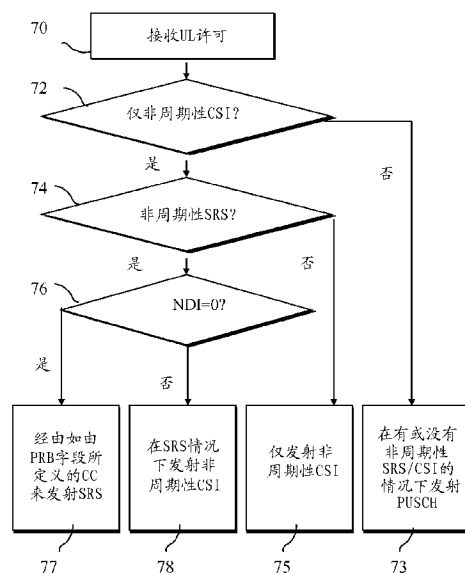 70
接收UL许可
72
仅非周期性CSI?
是
否
74
非周期性SRS?
是
否
76
NDI=0?
是
否
经由如由
PRB字段所
定义的CC
来发射SRS
在SRS情况
下发射非
周期性CSI
仅发射非
周期性CSI
在有或没有
非周期性
SRS/CSI的
情况下发射
PUSCH
77
78
75
73